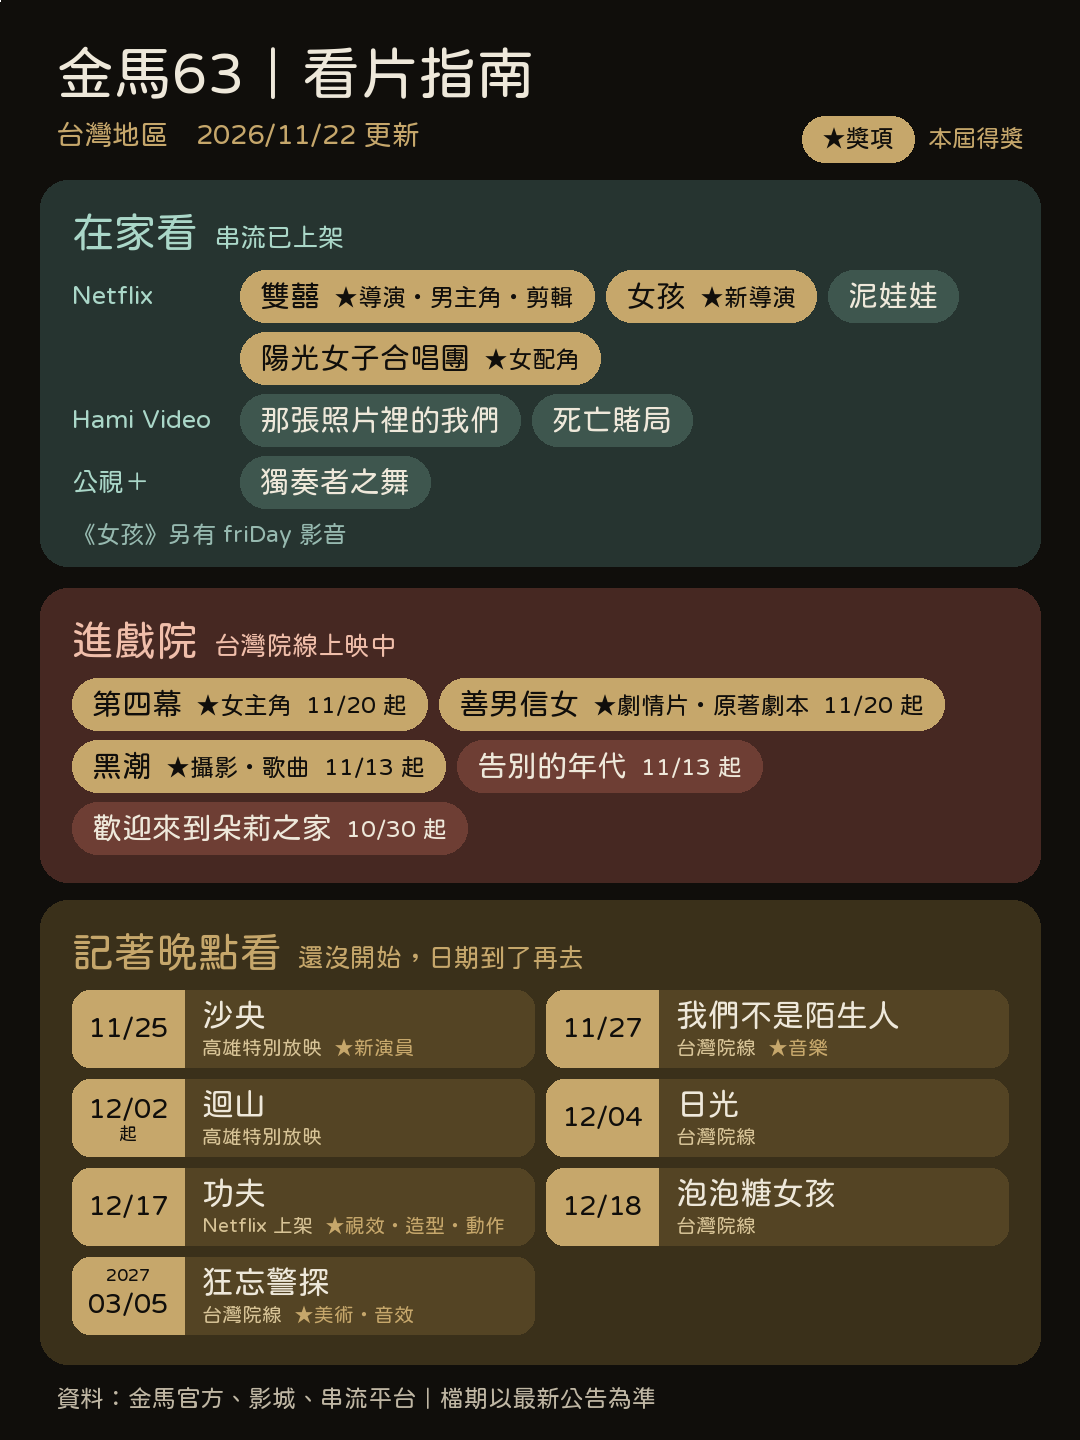 金馬63｜看片指南
台灣地區　2026/11/22 更新
★獎項 本屆得獎
在家看 串流已上架
Netflix 雙囍 ★導演・男主角・剪輯 女孩 ★新導演 泥娃娃
陽光女子合唱團 ★女配角
Hami Video 那張照片裡的我們 死亡賭局
公視＋ 獨奏者之舞
《女孩》另有 friDay 影音
進戲院 台灣院線上映中
第四幕 ★女主角 11/20 起 善男信女 ★劇情片・原著劇本 11/20 起
黑潮 ★攝影・歌曲 11/13 起 告別的年代 11/13 起
歡迎來到朵莉之家 10/30 起
記著晚點看 還沒開始，日期到了再去
11/25 沙央
高雄特別放映 ★新演員
11/27 我們不是陌生人
台灣院線 ★音樂
12/02 起 迴山
高雄特別放映
12/04 日光
台灣院線
12/17 功夫
Netflix 上架 ★視效・造型・動作
12/18 泡泡糖女孩
台灣院線
2027
03/05 狂忘警探
台灣院線 ★美術・音效
資料：金馬官方、影城、串流平台｜檔期以最新公告為準